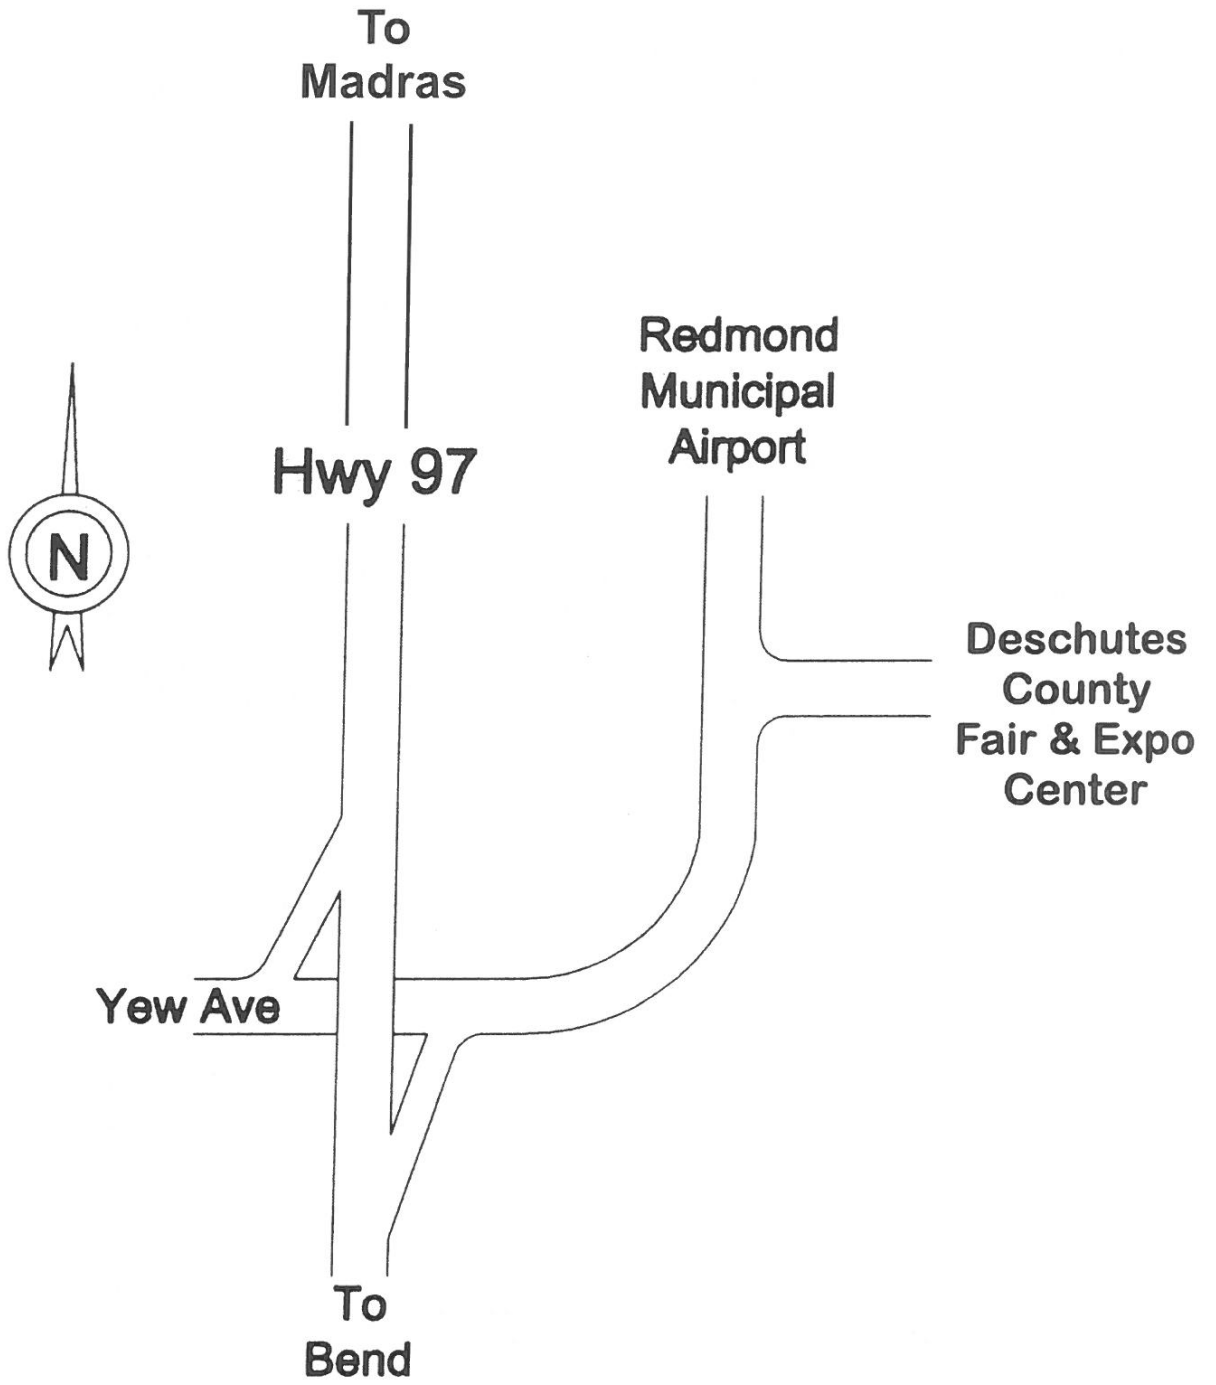 To
Madras
Hwy 97
Redmond
Municipal
Airport
N
Deschutes
County
Fair & Expo
Center
Yew Ave
To
Bend